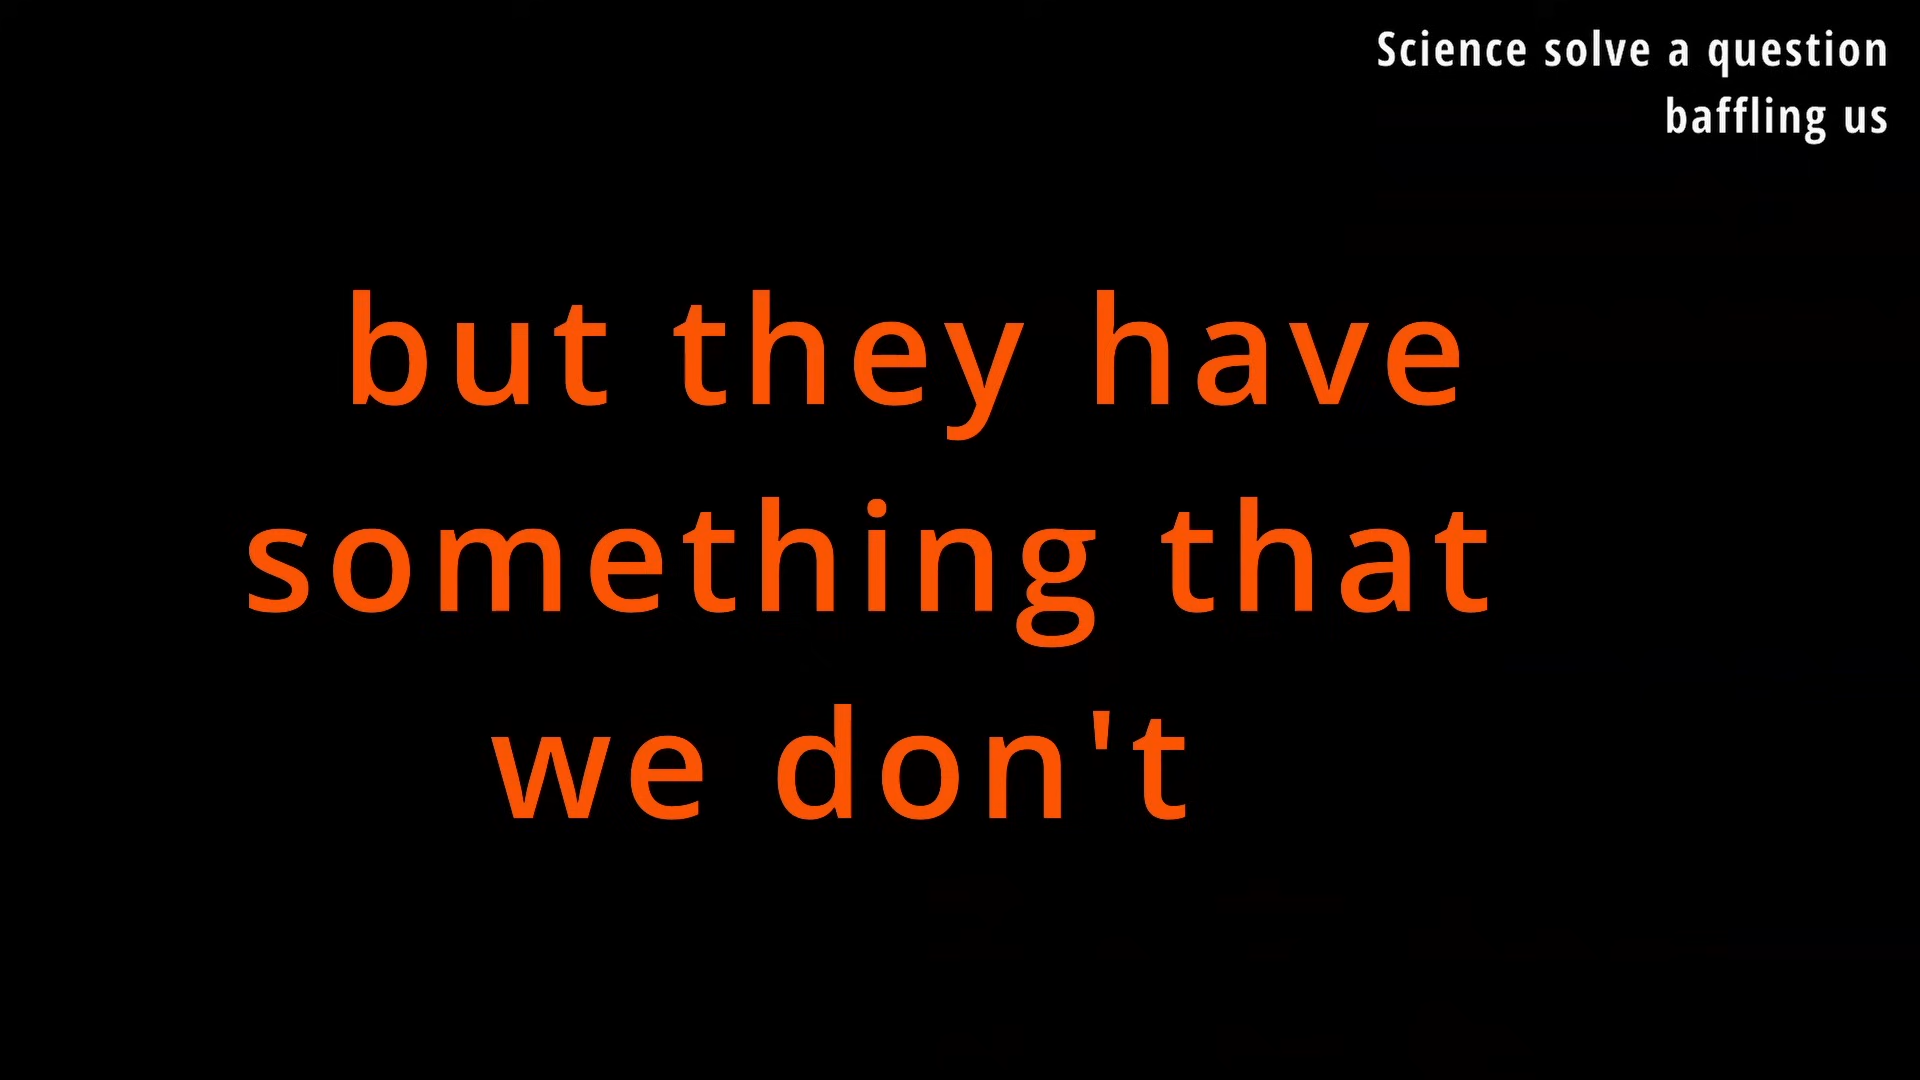 Science solve a question
baffling us
but they have
something that
we don't